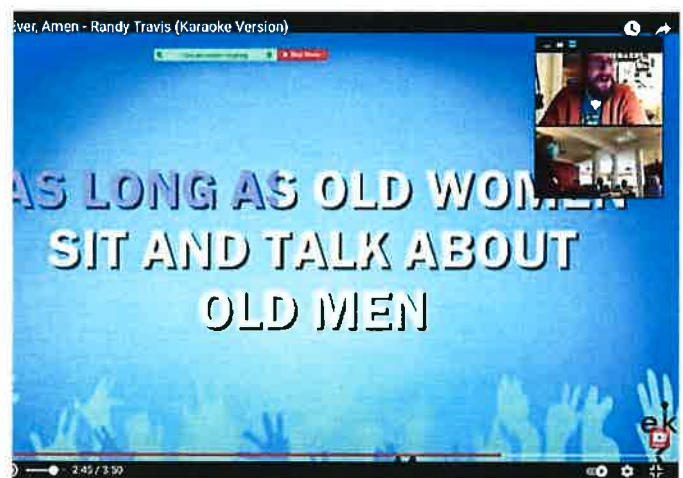 Ever, Amen - Randy Travis (Karaoke Version)
AS LONG AS OLD WOMEN
SIT AND TALK ABOUT
OLD MEN
ek
2:45 / 3:50